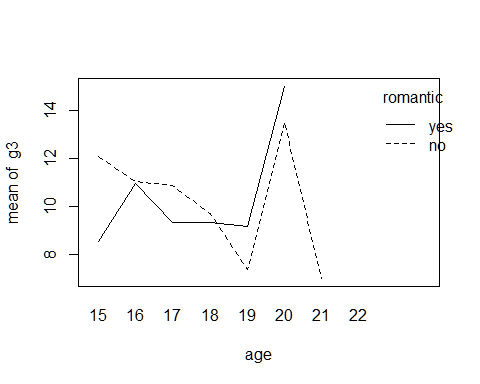 romantic
yes
no
14
12
10
8
mean of g3
15 16 17 18 19 20 21 22
age